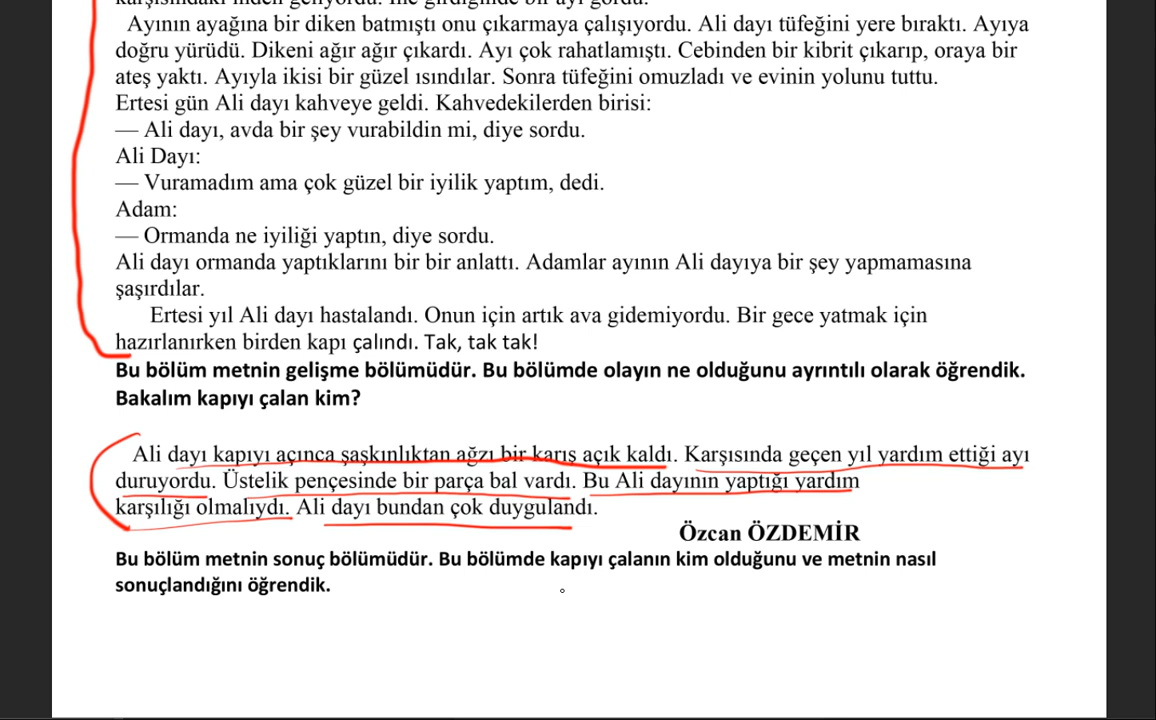 karşısındaki inden geliyordu. İne girdiğinde bir ayı gördü.
Ayının ayağına bir diken batmıştı onu çıkarmaya çalışıyordu. Ali dayı tüfeğini yere bıraktı. Ayıya
doğru yürüdü. Dikeni ağır ağır çıkardı. Ayı çok rahatlamıştı. Cebinden bir kibrit çıkarıp, oraya bir
ateş yaktı. Ayıyla ikisi bir güzel ısındılar. Sonra tüfeğini omuzladı ve evinin yolunu tuttu.
Ertesi gün Ali dayı kahveye geldi. Kahvedekilerden birisi:
— Ali dayı, avda bir şey vurabildin mi, diye sordu.
Ali Dayı:
— Vuramadım ama çok güzel bir iyilik yaptım, dedi.
Adam:
— Ormanda ne iyiliği yaptın, diye sordu.
Ali dayı ormanda yaptıklarını bir bir anlattı. Adamlar ayının Ali dayıya bir şey yapmamasına
şaşırdılar.
Ertesi yıl Ali dayı hastalandı. Onun için artık ava gidemiyordu. Bir gece yatmak için
hazırlanırken birden kapı çalındı. Tak, tak tak!
Bu bölüm metnin gelişme bölümüdür. Bu bölümde olayın ne olduğunu ayrıntılı olarak öğrendik.
Bakalım kapıyı çalan kim?
Ali dayı kapıyı açınca şaşkınlıktan ağzı bir karış açık kaldı. Karşısında geçen yıl yardım ettiği ayı
duruyordu. Üstelik pençesinde bir parça bal vardı. Bu Ali dayının yaptığı yardım
karşılığı olmalıydı. Ali dayı bundan çok duygulandı.
Özcan ÖZDEMİR
Bu bölüm metnin sonuç bölümüdür. Bu bölümde kapıyı çalanın kim olduğunu ve metnin nasıl
sonuçlandığını öğrendik.